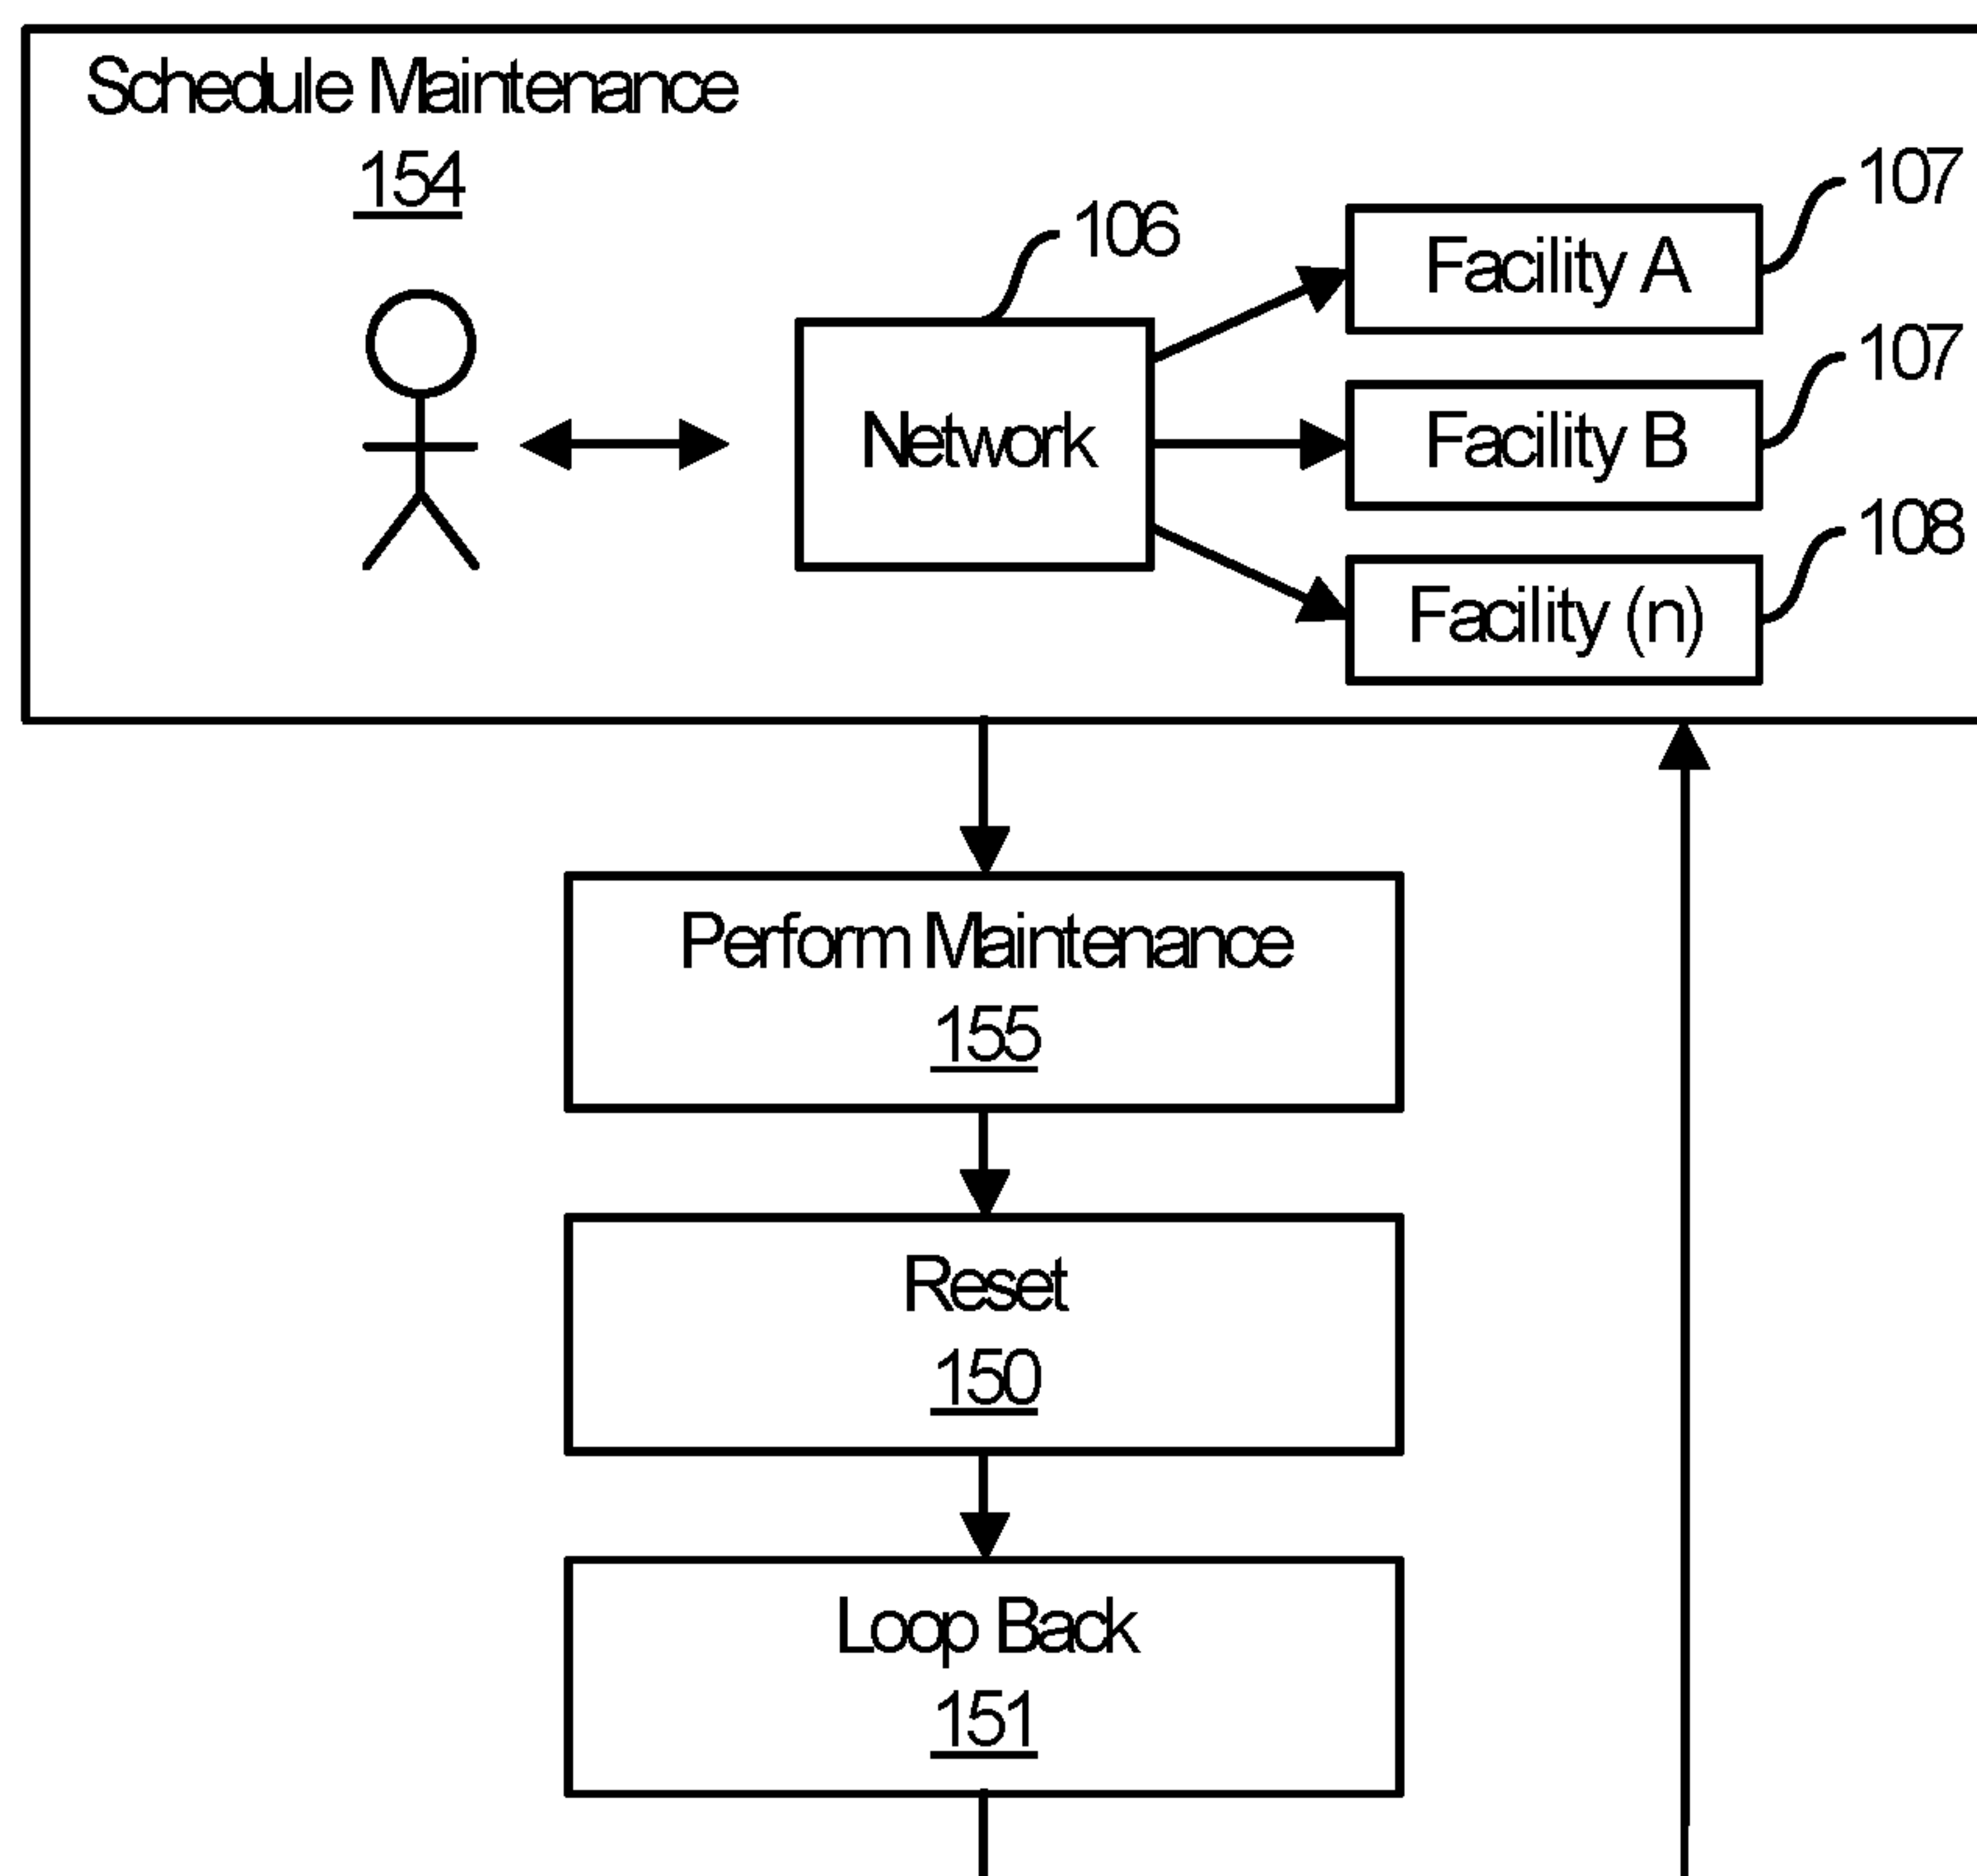 Schedule Maintenance
154
106
107
Facility A
107
Network
Facility B
108
Facility (n)
Perform Maintenance
155
Reset
150
Loop Back
151